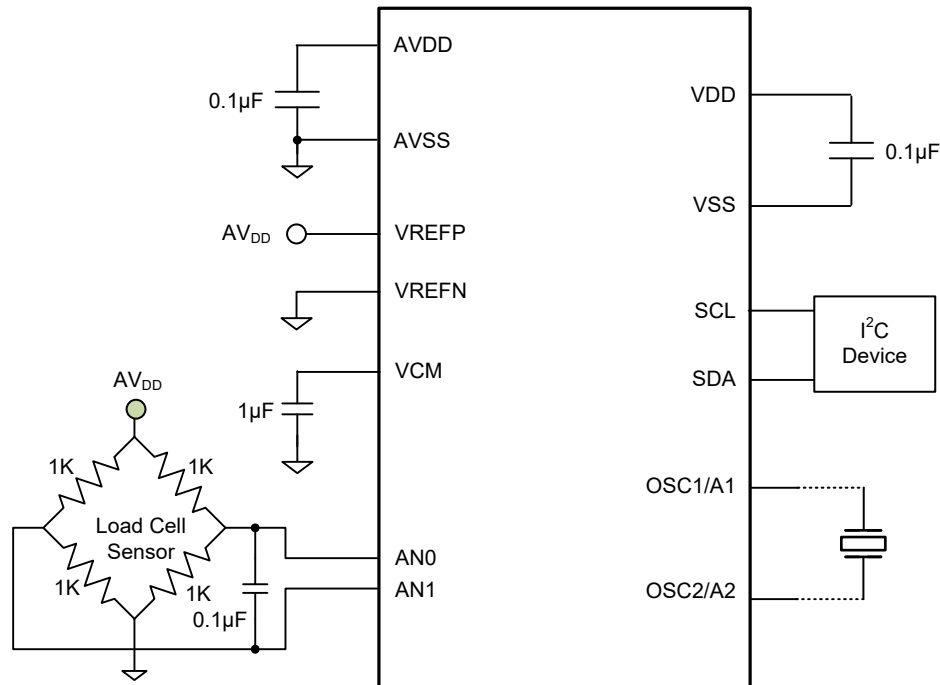 AVDD
0.1µF
AVSS
AVDD
VREFP
VREFN
VCM
1µF
AVDD
1K
1K
Load Cell
Sensor
1K
1K
0.1µF
AN0
AN1
VDD
0.1µF
VSS
SCL
SDA
I²C
Device
OSC1/A1
OSC2/A2